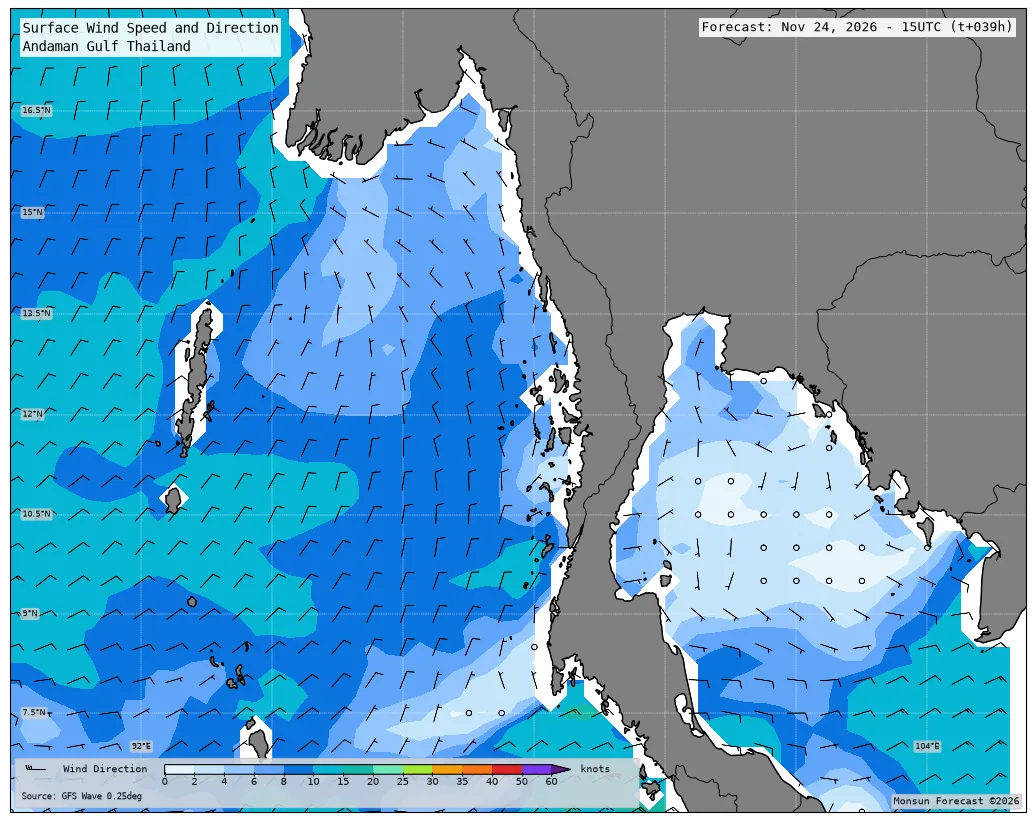 Surface Wind Speed and Direction
Andaman Gulf Thailand
Forecast: Nov 24, 2026 - 15UTC (t+039h)
16.5°N
15°N
13.5°N
12°N
10.5°N
9°N
7.5°N
92°E
104°E
Wind Direction
knots
0 2 4 6 8 10 15 20 25 30 40 50 60
Source: GFS Wave 0.25deg
Monsun Forecast ©2026